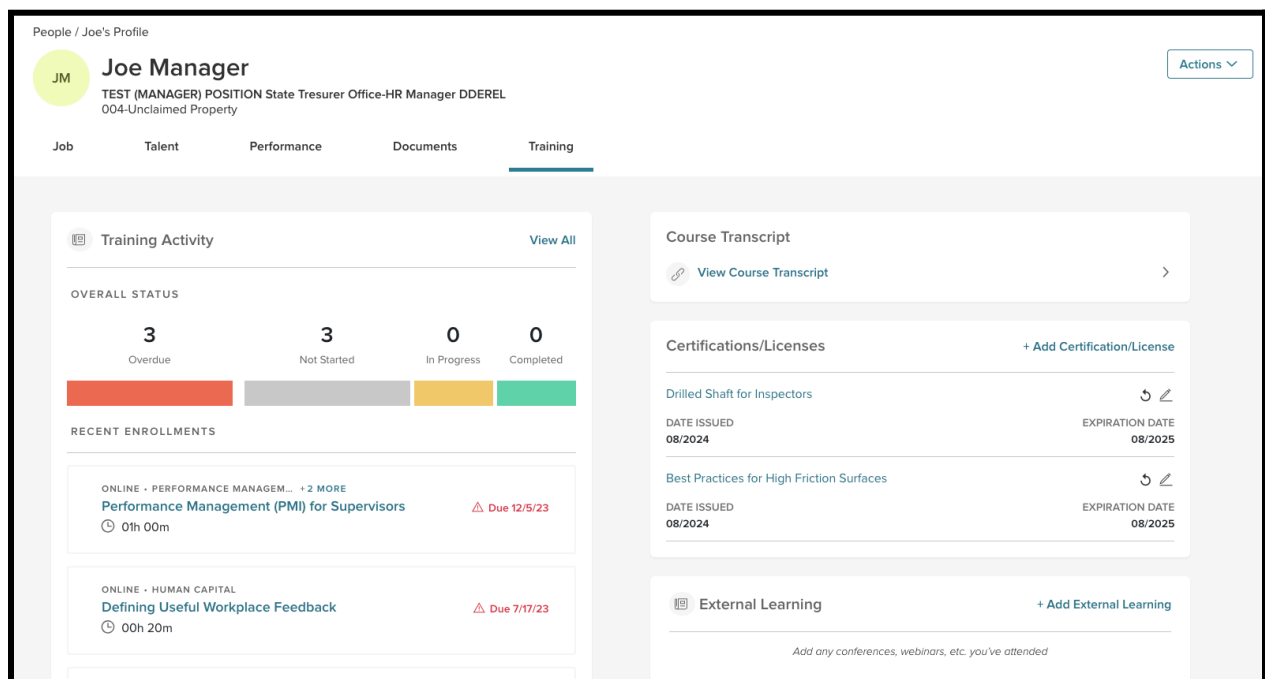 People / Joe's Profile
JM
Joe Manager
Actions
TEST (MANAGER) POSITION State Tresurer Office-HR Manager DDEREL
004-Unclaimed Property
Job Talent Performance Documents Training
Training Activity View All
OVERALL STATUS
3 3 0 0
Overdue Not Started In Progress Completed
RECENT ENROLLMENTS
ONLINE • PERFORMANCE MANAGEM... +2 MORE
Performance Management (PMI) for Supervisors
Due 12/5/23
01h 00m
ONLINE • HUMAN CAPITAL
Defining Useful Workplace Feedback
Due 7/17/23
00h 20m
Course Transcript
View Course Transcript
Certifications/Licenses + Add Certification/License
Drilled Shaft for Inspectors
DATE ISSUED EXPIRATION DATE
08/2024 08/2025
Best Practices for High Friction Surfaces
DATE ISSUED EXPIRATION DATE
08/2024 08/2025
External Learning + Add External Learning
Add any conferences, webinars, etc. you've attended